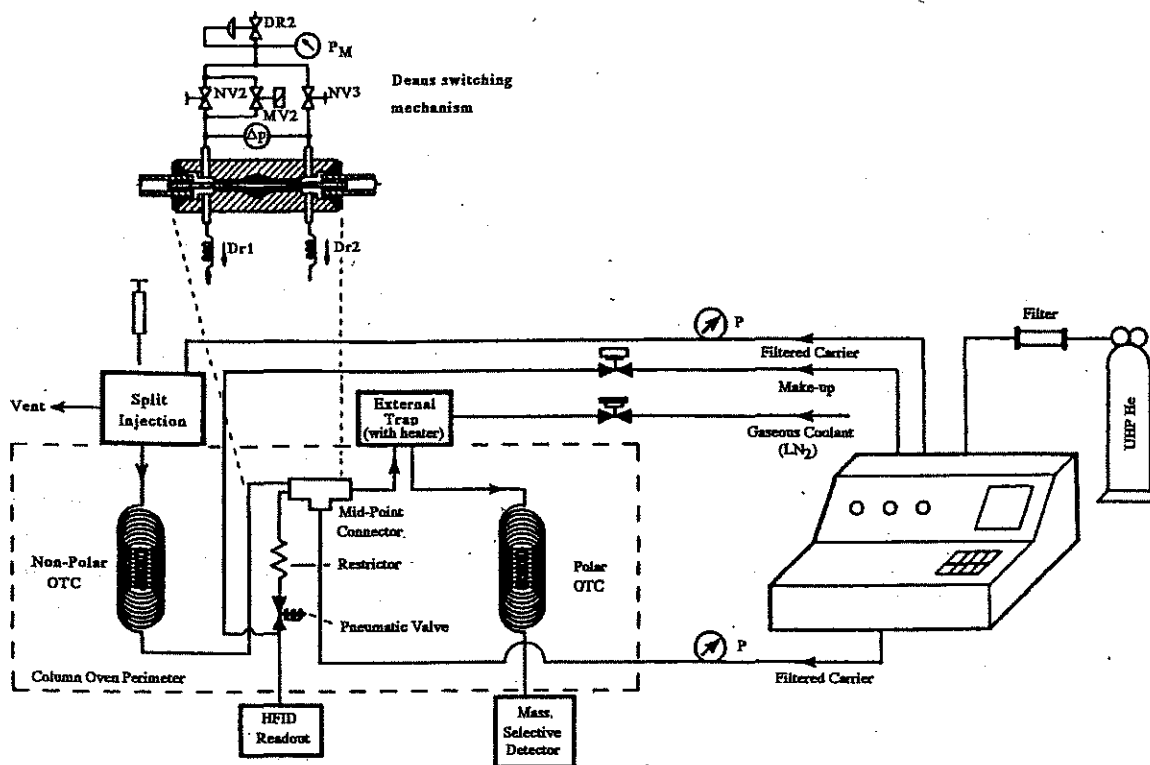 DR2
PM
Deans switching
mechanism
NV2
MV2
NV3
Δp
Dr1
Dr2
P
Filter
Filtered Carrier
Make-up
UHP He
Vent
Split
Injection
External
Trap
(with heater)
Gaseous Coolant
(LN2)
Mid-Point
Connector
Non-Polar
OTC
Restrictor
Polar
OTC
Pneumatic Valve
P
Column Oven Perimeter
Filtered Carrier
HFID
Readout
Mass.
Selective
Detector